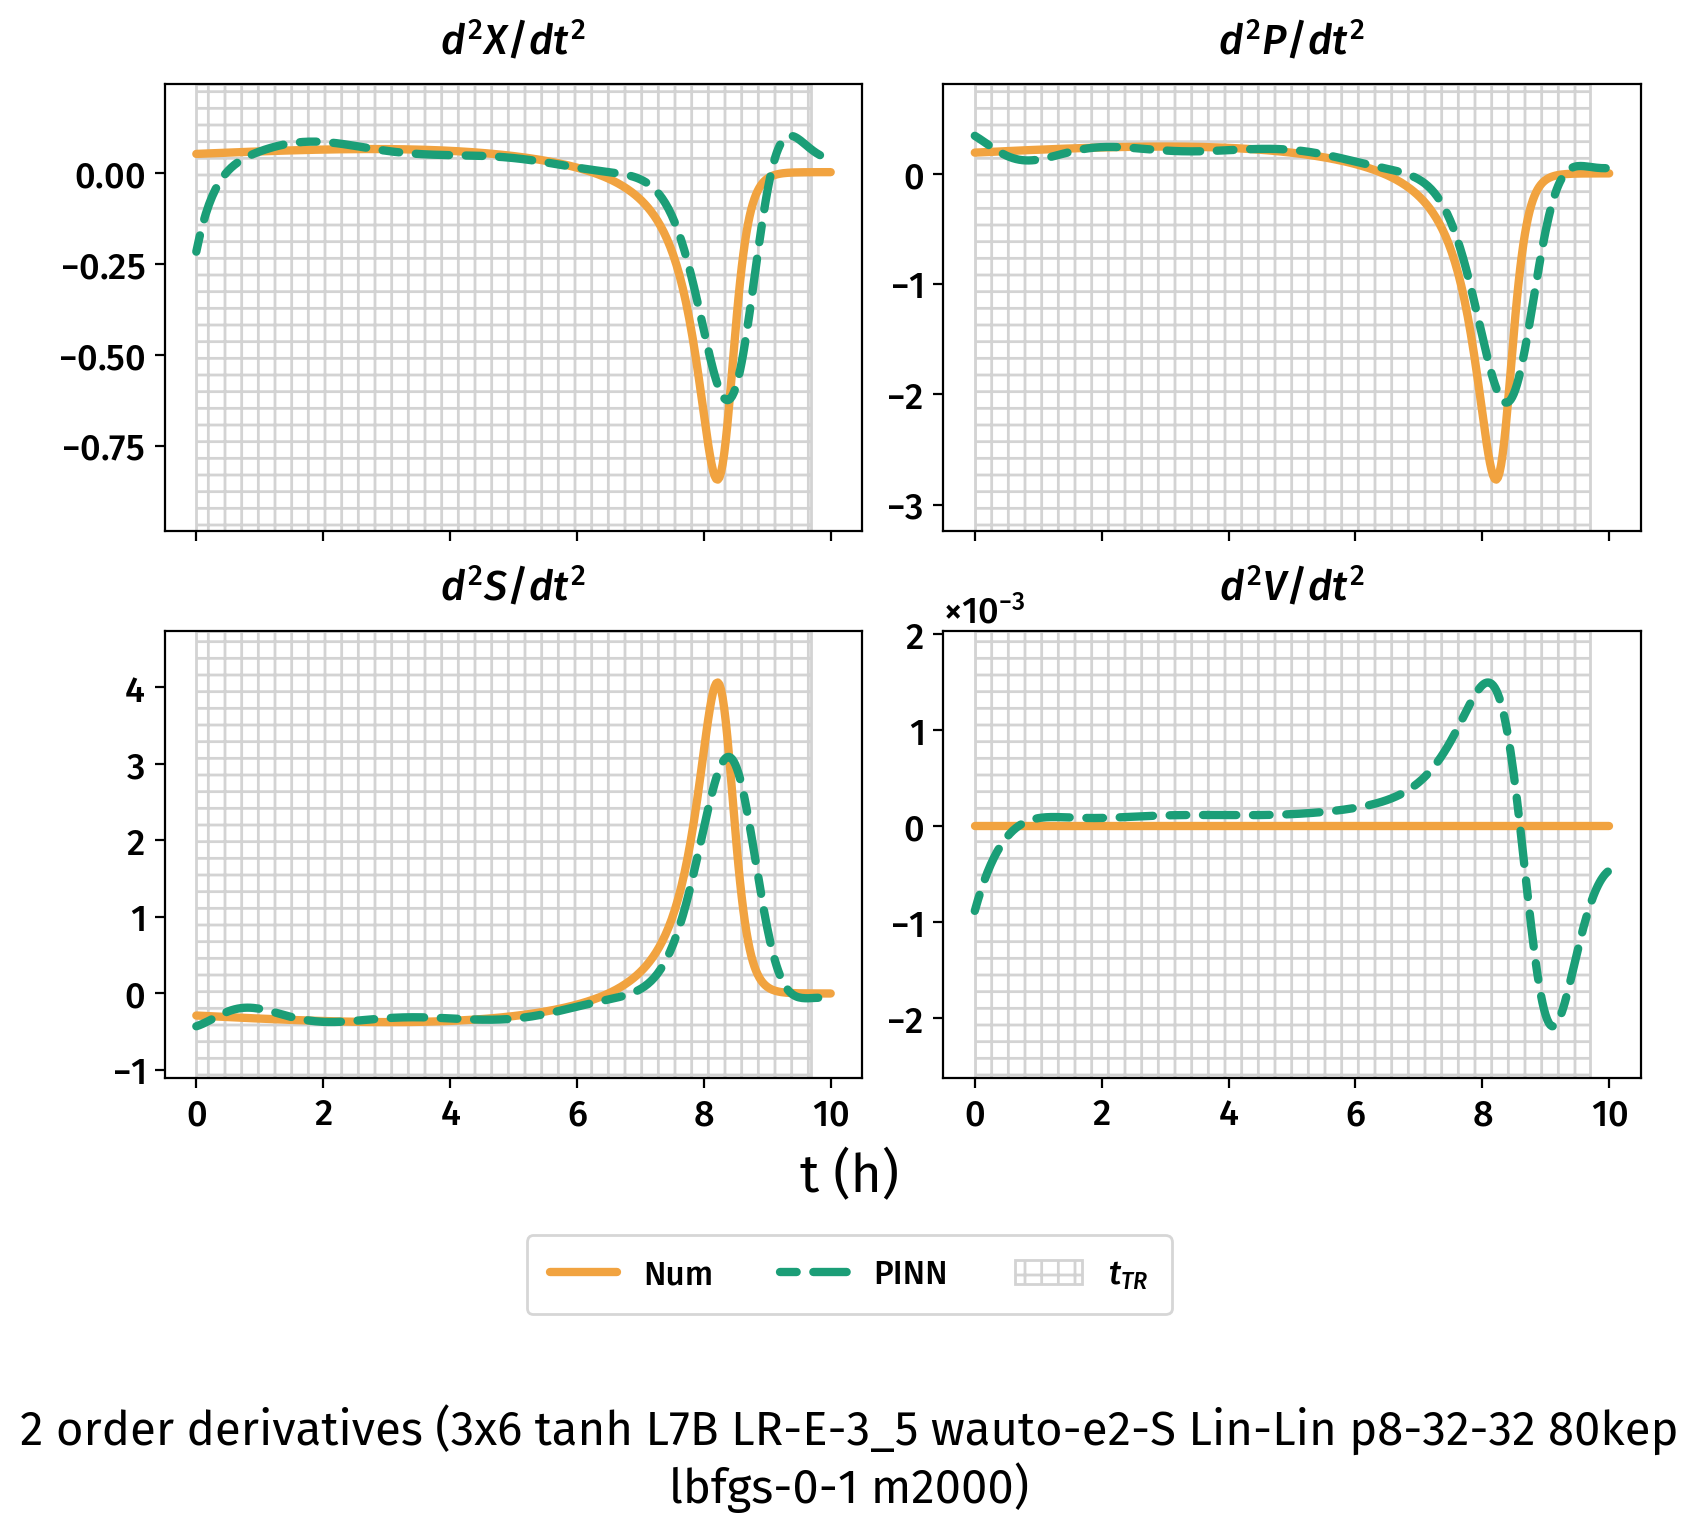 d²X/dt²
d²P/dt²
0.00
−0.25
−0.50
−0.75
0
−1
−2
−3
d²S/dt²
d²V/dt²
×10⁻³
4
3
2
1
0
−1
2
1
0
−1
−2
0 2 4 6 8 10
0 2 4 6 8 10
t (h)
Num PINN t_TR
2 order derivatives (3x6 tanh L7B LR-E-3_5 wauto-e2-S Lin-Lin p8-32-32 80kep
lbfgs-0-1 m2000)